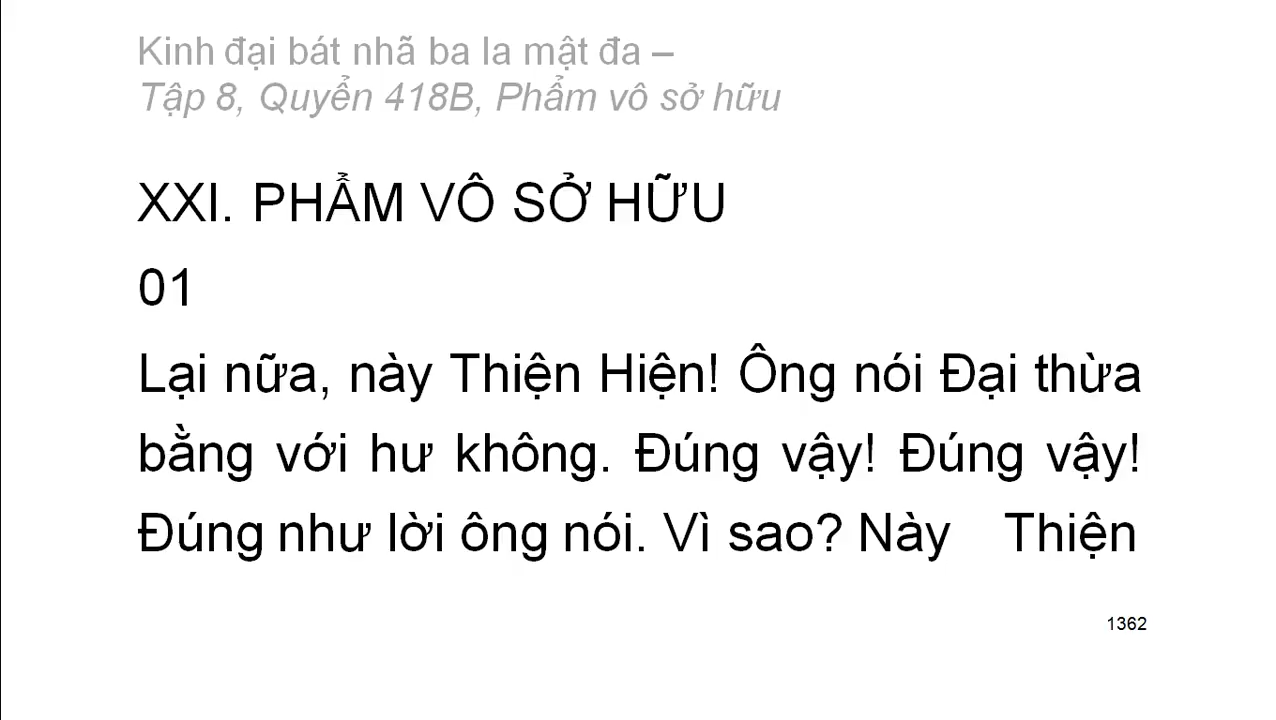 Kinh đại bát nhã ba la mật đa –
Tập 8, Quyển 418B, Phẩm vô sở hữu
XXI. PHẨM VÔ SỞ HỮU
01
Lại nữa, này Thiện Hiện! Ông nói Đại thừa
bằng với hư không. Đúng vậy! Đúng vậy!
Đúng như lời ông nói. Vì sao? Này Thiện
1362